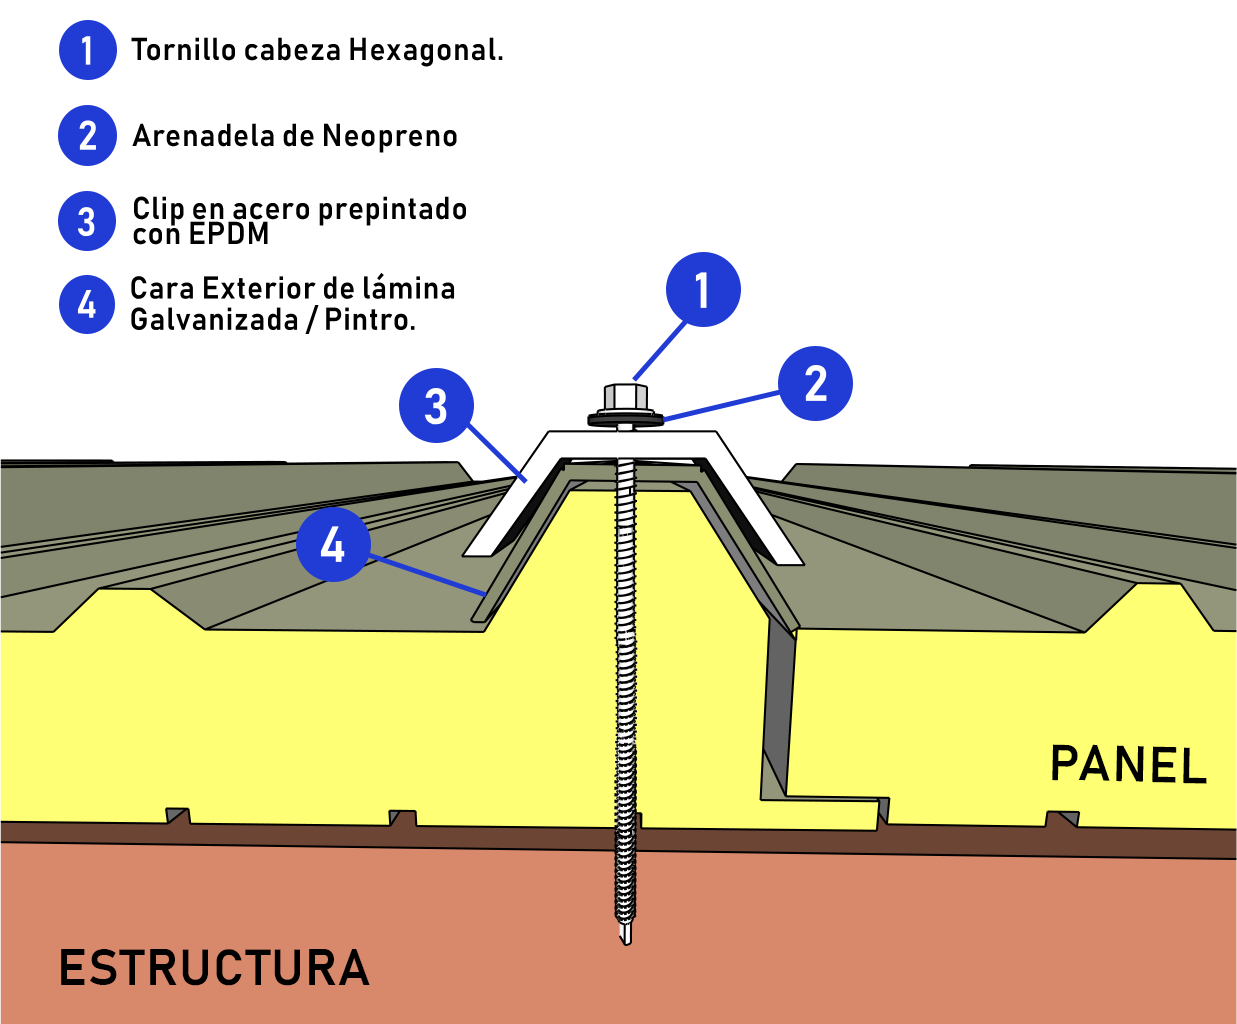 1 Tornillo cabeza Hexagonal.
2 Arenadela de Neopreno
3 Clip en acero prepintado
con EPDM
4 Cara Exterior de lámina
Galvanizada / Pintro.
1
2
3
4
PANEL
ESTRUCTURA